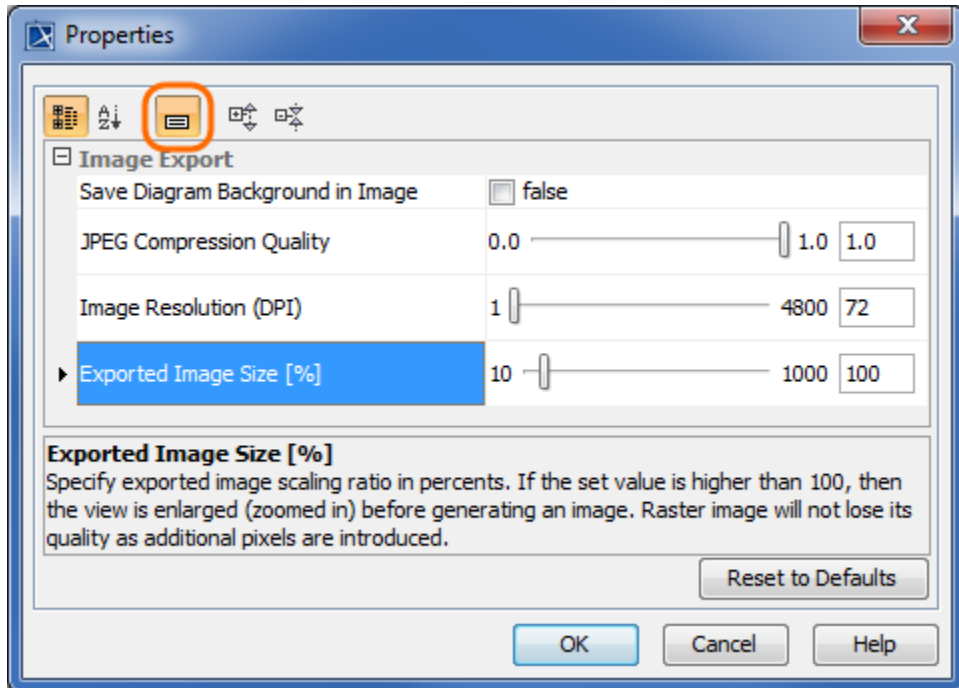 Properties
Image Export
Save Diagram Background in Image false
JPEG Compression Quality 0.0 1.0 1.0
Image Resolution (DPI) 1 4800 72
Exported Image Size [%] 10 1000 100
Exported Image Size [%]
Specify exported image scaling ratio in percents. If the set value is higher than 100, then
the view is enlarged (zoomed in) before generating an image. Raster image will not lose its
quality as additional pixels are introduced.
Reset to Defaults
OK Cancel Help